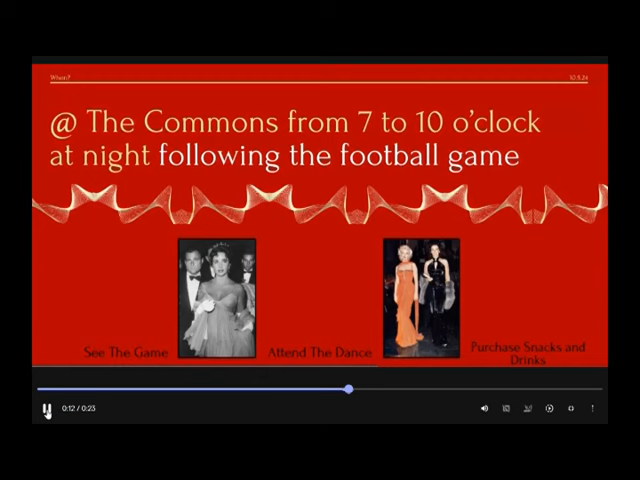 When?
10.5.24
@ The Commons from 7 to 10 o'clock
at night following the football game
See The Game
Attend The Dance
Purchase Snacks and
Drinks
0:12 / 0:23